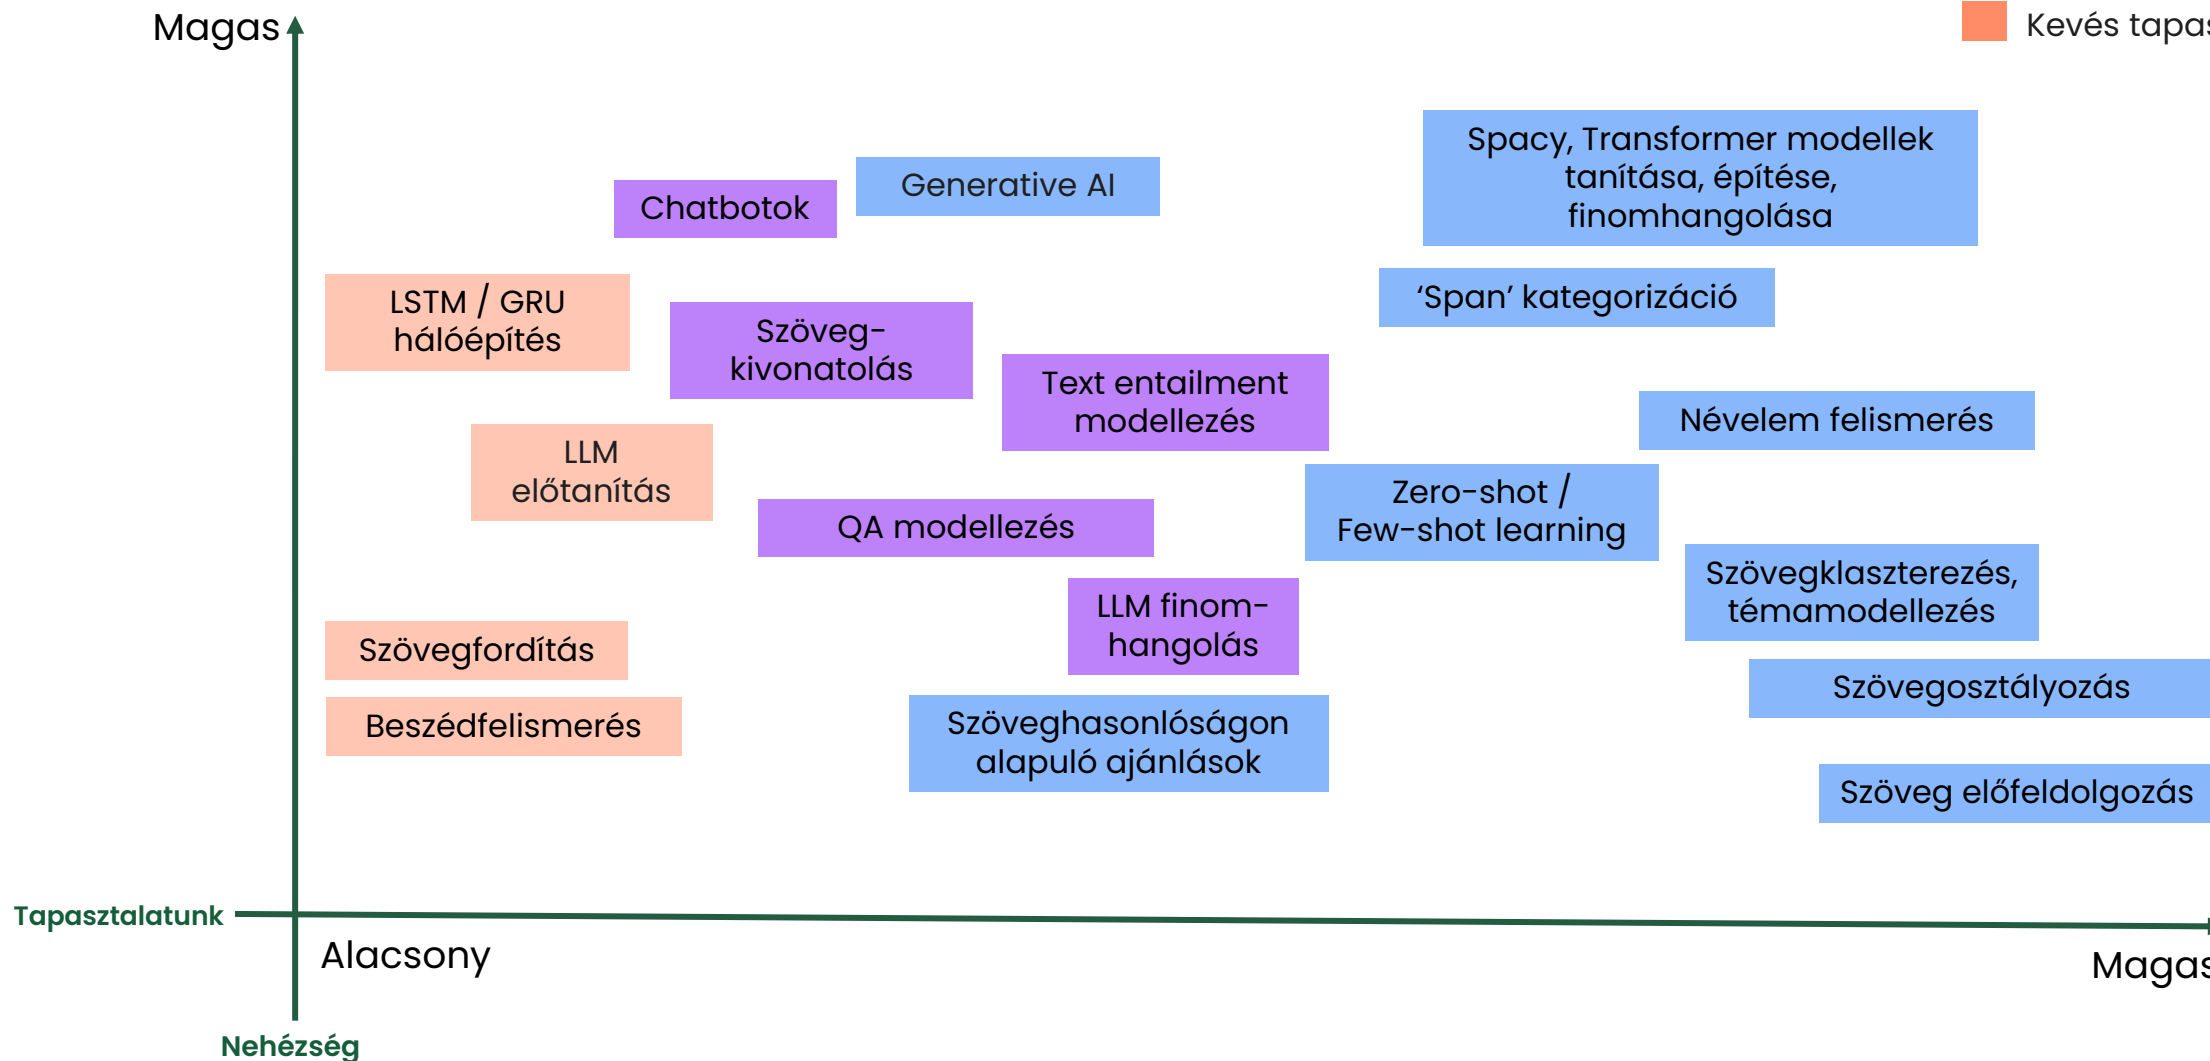 Magas
Kevés
Spacy, Transformer modellek
tanítása, építése,
finomhangolása
Generative AI
Chatbotok
LSTM / GRU
hálóépítés
Szöveg-
kivonatolás
‘Span’ kategorizáció
Text entailment
modellezés
Névelem felismerés
LLM
előtanítás
Zero-shot /
Few-shot learning
QA modellezés
Szövegklaszterezés,
témamodellezés
LLM finom-
hangolás
Szövegfordítás
Szövegosztályozás
Beszédfelismerés
Szöveghasonlóságon
alapuló ajánlások
Szöveg előfeldolgozás
Tapasztalatunk
Alacsony
Magas
Nehézség